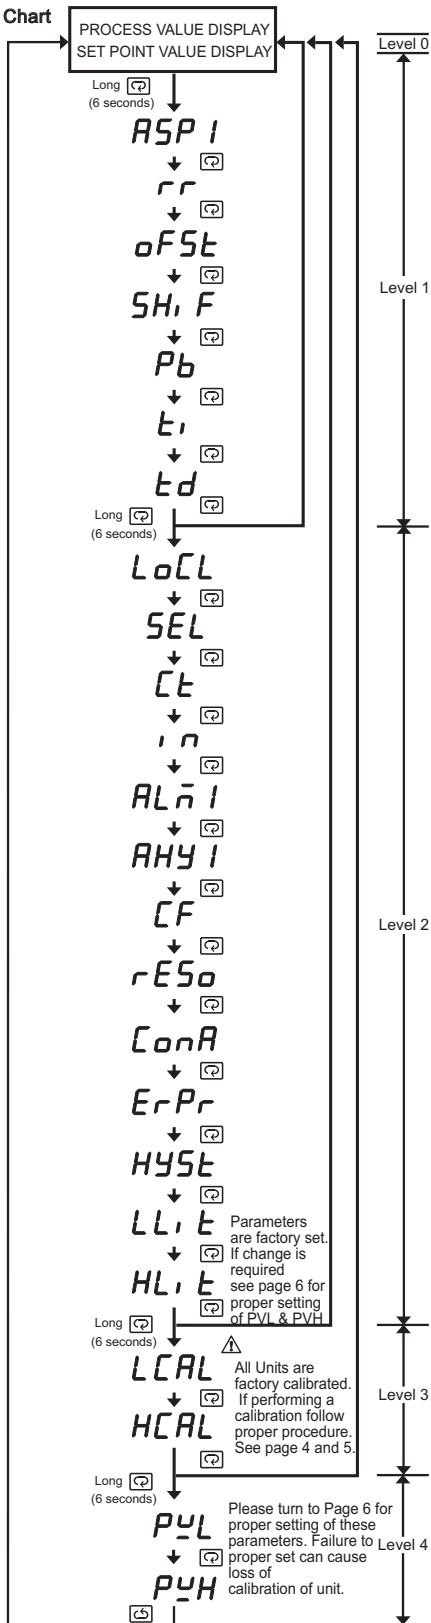 Chart
PROCESS VALUE DISPLAY
SET POINT VALUE DISPLAY
Level 0
Long
(6 seconds)
ASP1
rr
oFSt
SHiF
Level 1
Pb
ti
td
Long
(6 seconds)
LoCL
SEL
Ct
in
ALM1
AHY1
CF
Level 2
rESo
ConA
ErPr
HYSt
LLit
HLit
Parameters
are factory set.
If change is
required
see page 6 for
proper setting
of PVL & PVH
Long
(6 seconds)
LCAL
HCAL
All Units are
factory calibrated.
If performing a
calibration follow
proper procedure.
See page 4 and 5.
Level 3
Long
(6 seconds)
PVL
PVH
Please turn to Page 6 for
proper setting of these
parameters. Failure to
proper set can cause
loss of
calibration of unit.
Level 4